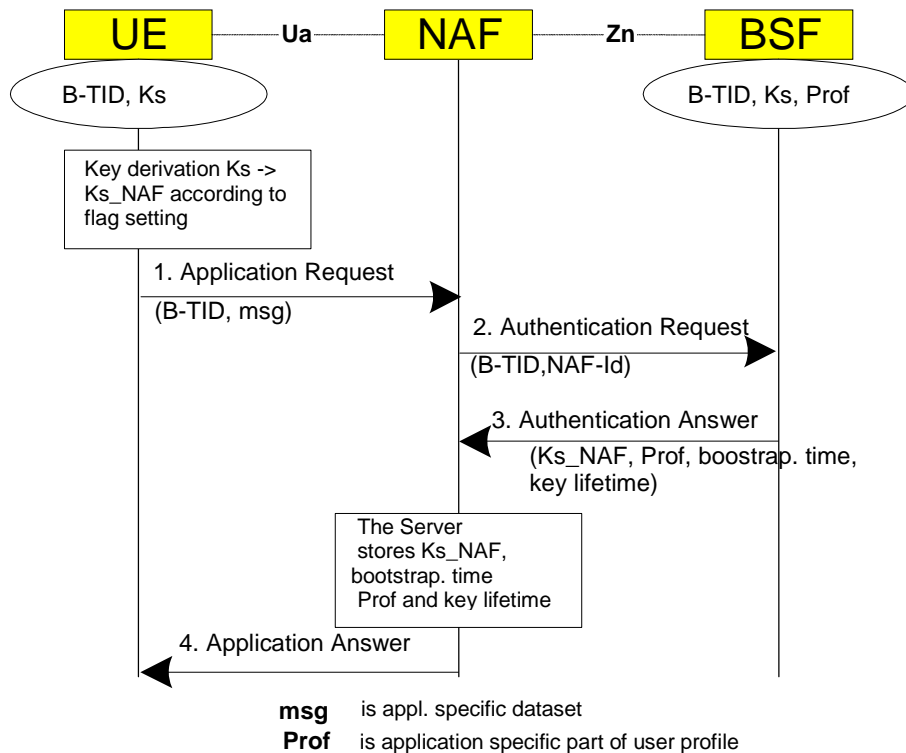 UE
Ua
NAF
Zn
BSF
B-TID, Ks
B-TID, Ks, Prof
Key derivation Ks ->
Ks_NAF according to
flag setting
1. Application Request
(B-TID, msg)
2. Authentication Request
(B-TID,NAF-Id)
3. Authentication Answer
(Ks_NAF, Prof, boostrap. time,
key lifetime)
The Server
stores Ks_NAF,
bootstrap. time
Prof and key lifetime
4. Application Answer
msg is appl. specific dataset
Prof is application specific part of user profile